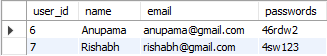 user_id name email passwords
6 Anupama anupama@gmail.com 46rdw2
7 Rishabh rishabh@gmail.com 4sw123